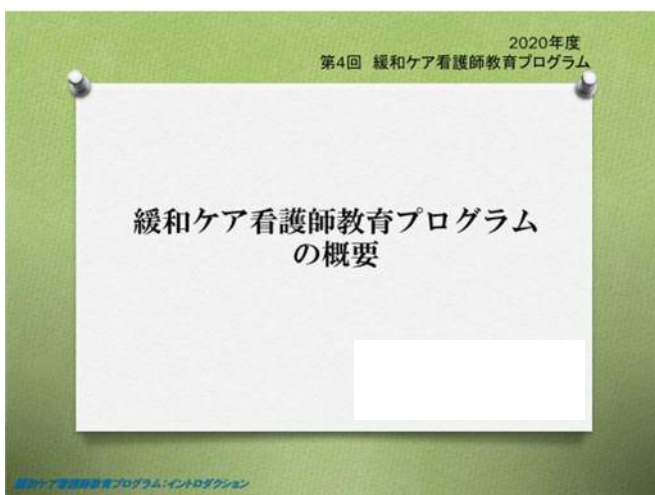 2020年度
第4回 緩和ケア看護師教育プログラム
緩和ケア看護師教育プログラム
の概要
緩和ケア看護師教育プログラム:イントロダクション